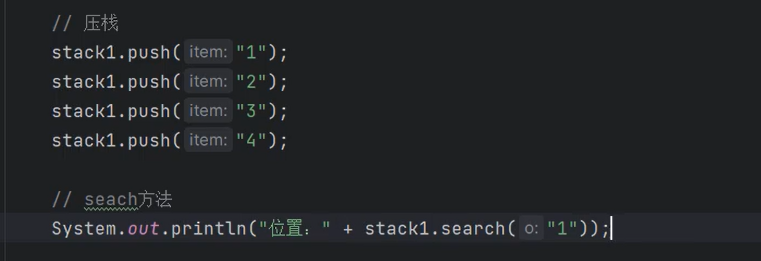 // 压栈
stack1.push( item: "1");
stack1.push( item: "2");
stack1.push( item: "3");
stack1.push( item: "4");
// seach方法
System.out.println("位置：" + stack1.search( o: "1"));